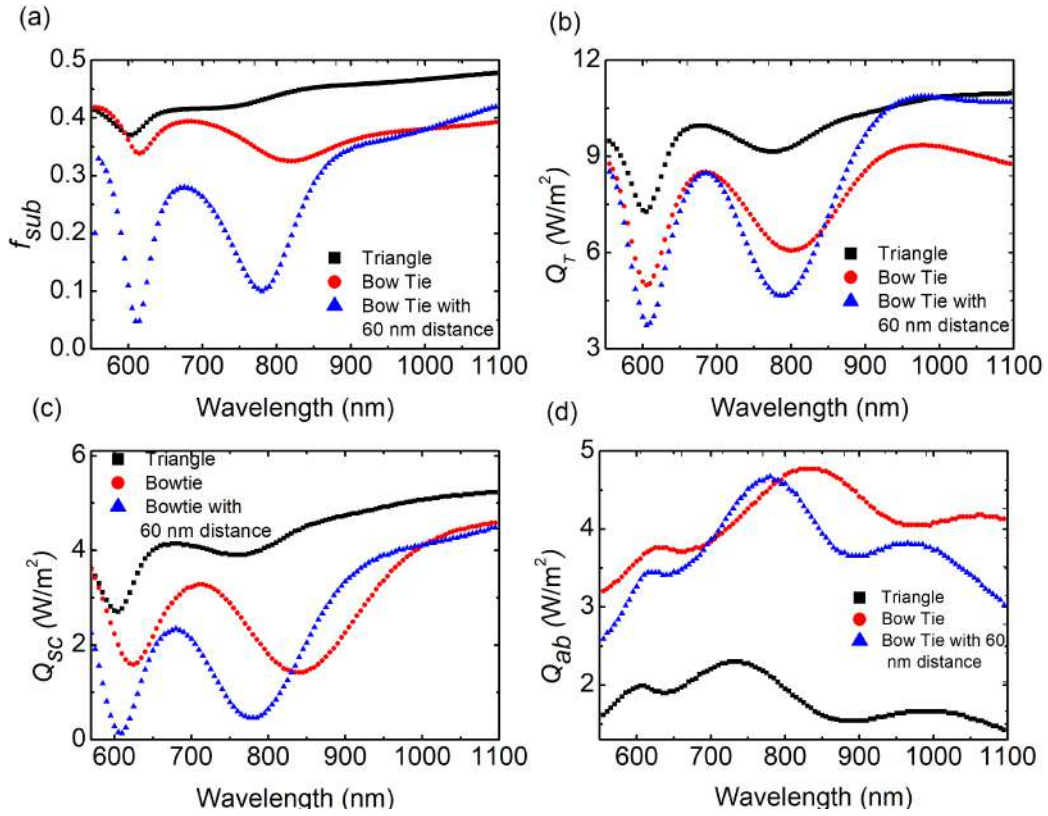 (a)
0.5
0.4
0.3
0.2
0.1
0.0
f_sub
Triangle
Bow Tie
Bow Tie with
60 nm distance
600 700 800 900 1000 1100
Wavelength (nm)
(b)
12
9
6
3
Q_T (W/m²)
Triangle
Bow Tie
Bow Tie with
60 nm distance
600 700 800 900 1000 1100
Wavelength (nm)
(c)
6
4
2
0
Q_sc (W/m²)
Triangle
Bowtie
Bowtie with
60 nm distance
600 700 800 900 1000 1100
Wavelength (nm)
(d)
5
4
3
2
Q_ab (W/m²)
Triangle
Bow Tie
Bow Tie with 60
nm distance
600 700 800 900 1000 1100
Wavelength (nm)